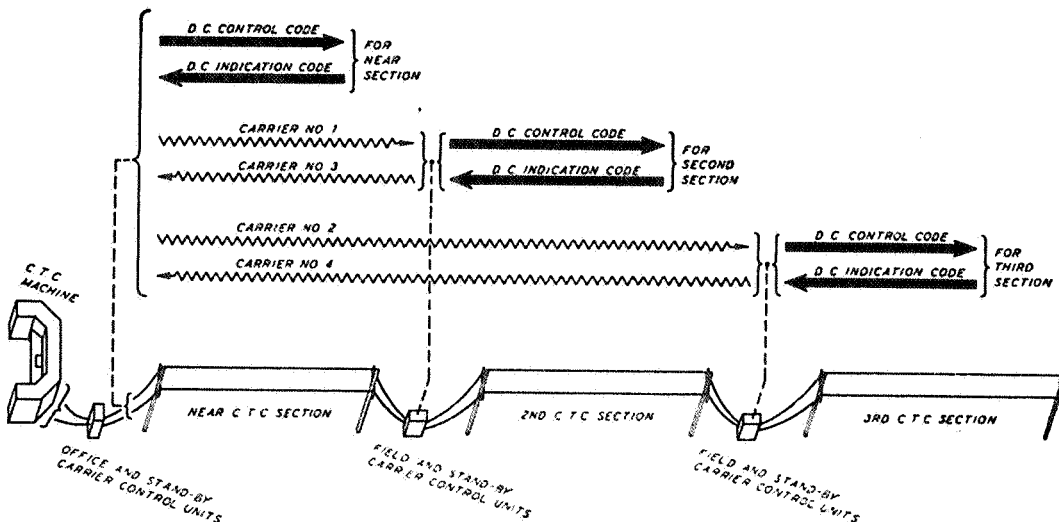 D.C. CONTROL CODE
D.C. INDICATION CODE
FOR
NEAR
SECTION
CARRIER NO 1
CARRIER NO 3
D.C. CONTROL CODE
D.C. INDICATION CODE
FOR
SECOND
SECTION
CARRIER NO 2
CARRIER NO 4
D.C. CONTROL CODE
D.C. INDICATION CODE
FOR
THIRD
SECTION
C.T.C.
MACHINE
NEAR C T C SECTION
2ND C T C SECTION
3RD C T C SECTION
OFFICE AND STAND-BY
CARRIER CONTROL UNITS
FIELD AND STAND-BY
CARRIER CONTROL UNITS
FIELD AND STAND-BY
CARRIER CONTROL UNITS